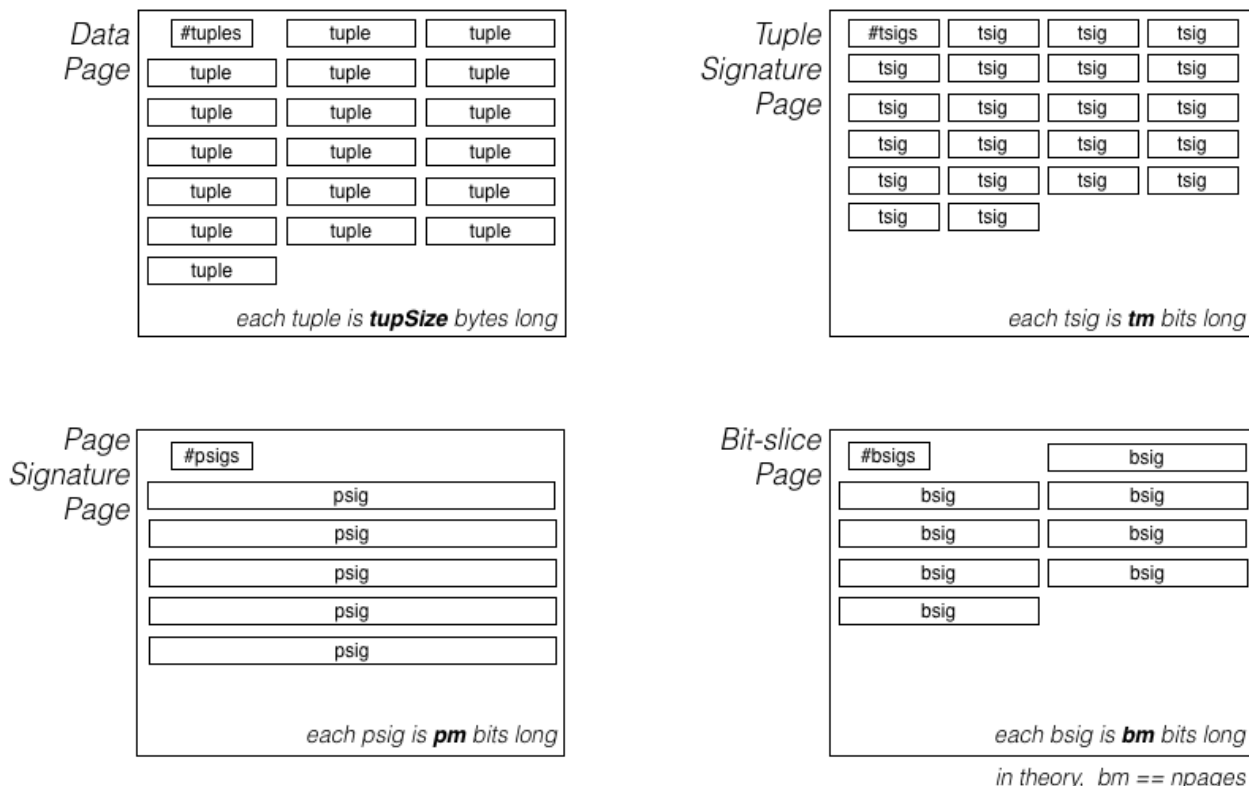 Data
Page
#tuples tuple tuple
tuple tuple tuple
tuple tuple tuple
tuple tuple tuple
tuple tuple tuple
tuple tuple tuple
tuple
each tuple is tupSize bytes long
Tuple
Signature
Page
#tsigs tsig tsig tsig
tsig tsig tsig tsig
tsig tsig tsig tsig
tsig tsig tsig tsig
tsig tsig tsig tsig
tsig tsig
each tsig is tm bits long
Page
Signature
Page
#psigs
psig
psig
psig
psig
psig
each psig is pm bits long
Bit-slice
Page
#bsigs bsig
bsig bsig
bsig bsig
bsig bsig
bsig
each bsig is bm bits long
in theory, bm == npages